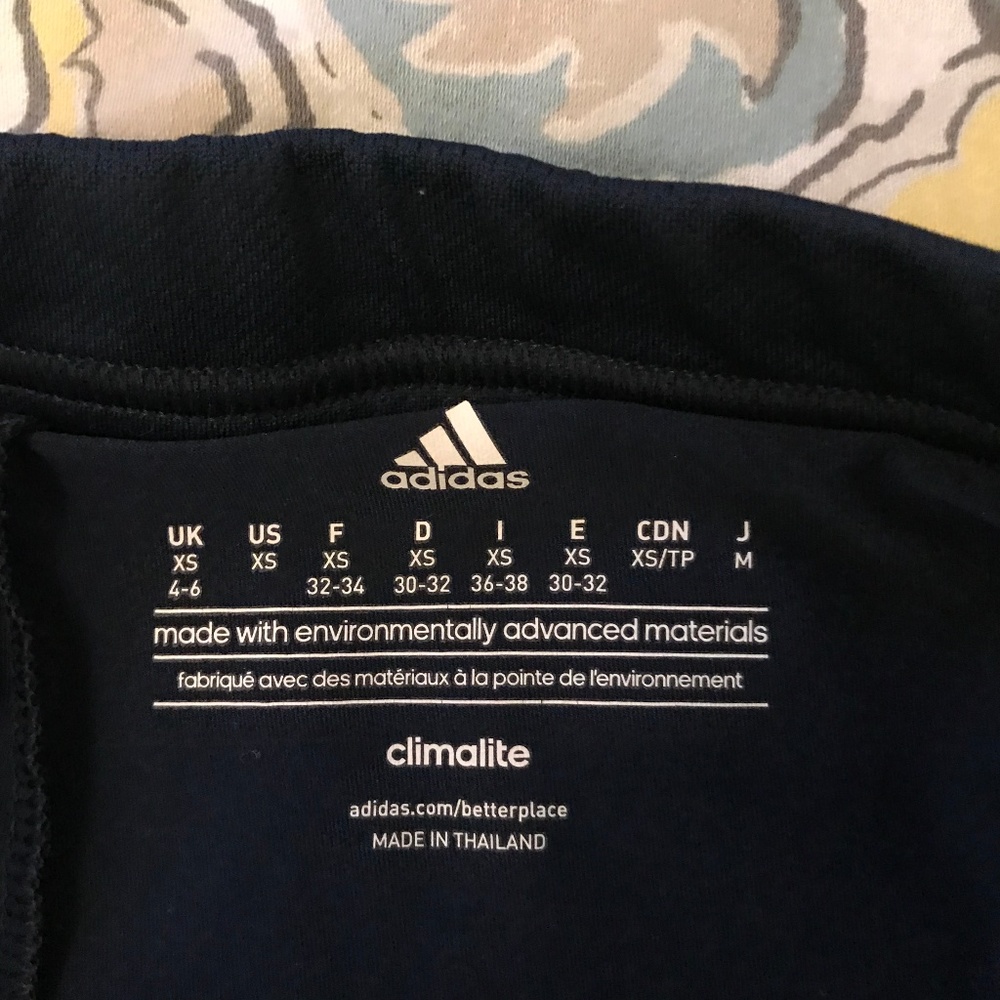 adidas
UK US F D I E CDN J
XS XS XS XS XS XS XS/TP M
4-6 32-34 30-32 36-38 30-32
made with environmentally advanced materials
fabriqué avec des matériaux à la pointe de l'environnement
climalite
adidas.com/betterplace
MADE IN THAILAND